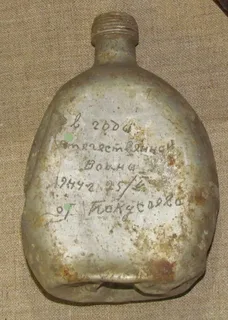 в годы
отечественной
Войны
1944г. 25/V
от Покусаева